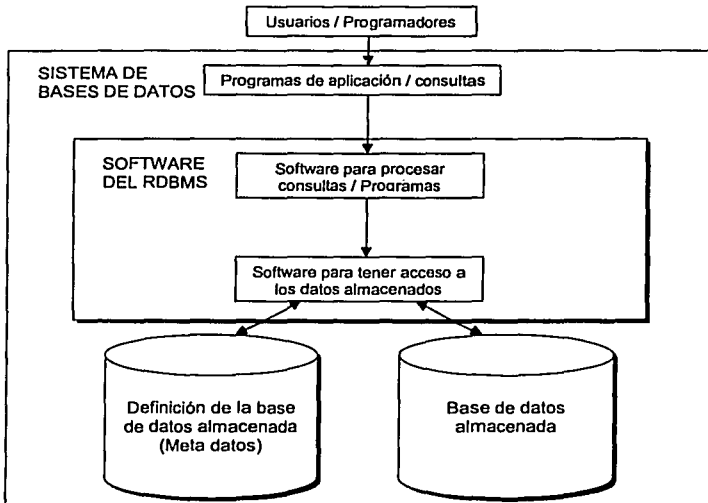 Usuarios / Programadores
SISTEMA DE
BASES DE DATOS
Programas de aplicación / consultas
SOFTWARE
DEL RDBMS
Software para procesar
consultas / Programas
Software para tener acceso a
los datos almacenados
Definición de la base
de datos almacenada
(Meta datos)
Base de datos
almacenada